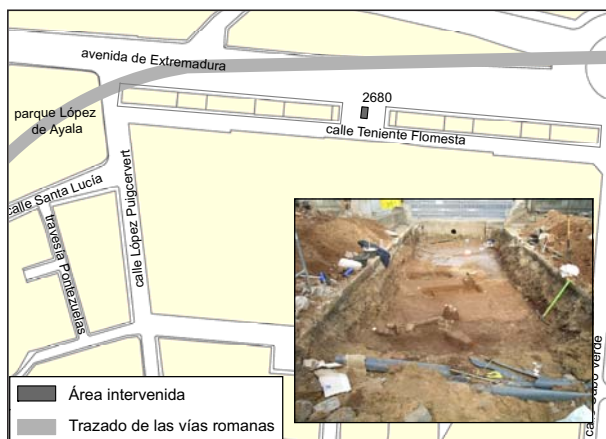 avenida de Extremadura
2680
parque López
de Ayala
calle Teniente Flomesta
calle Santa Lucía
calle López Puigcervert
travesía Pontezuelas
Verde
Área intervenida
Trazado de las vías romanas